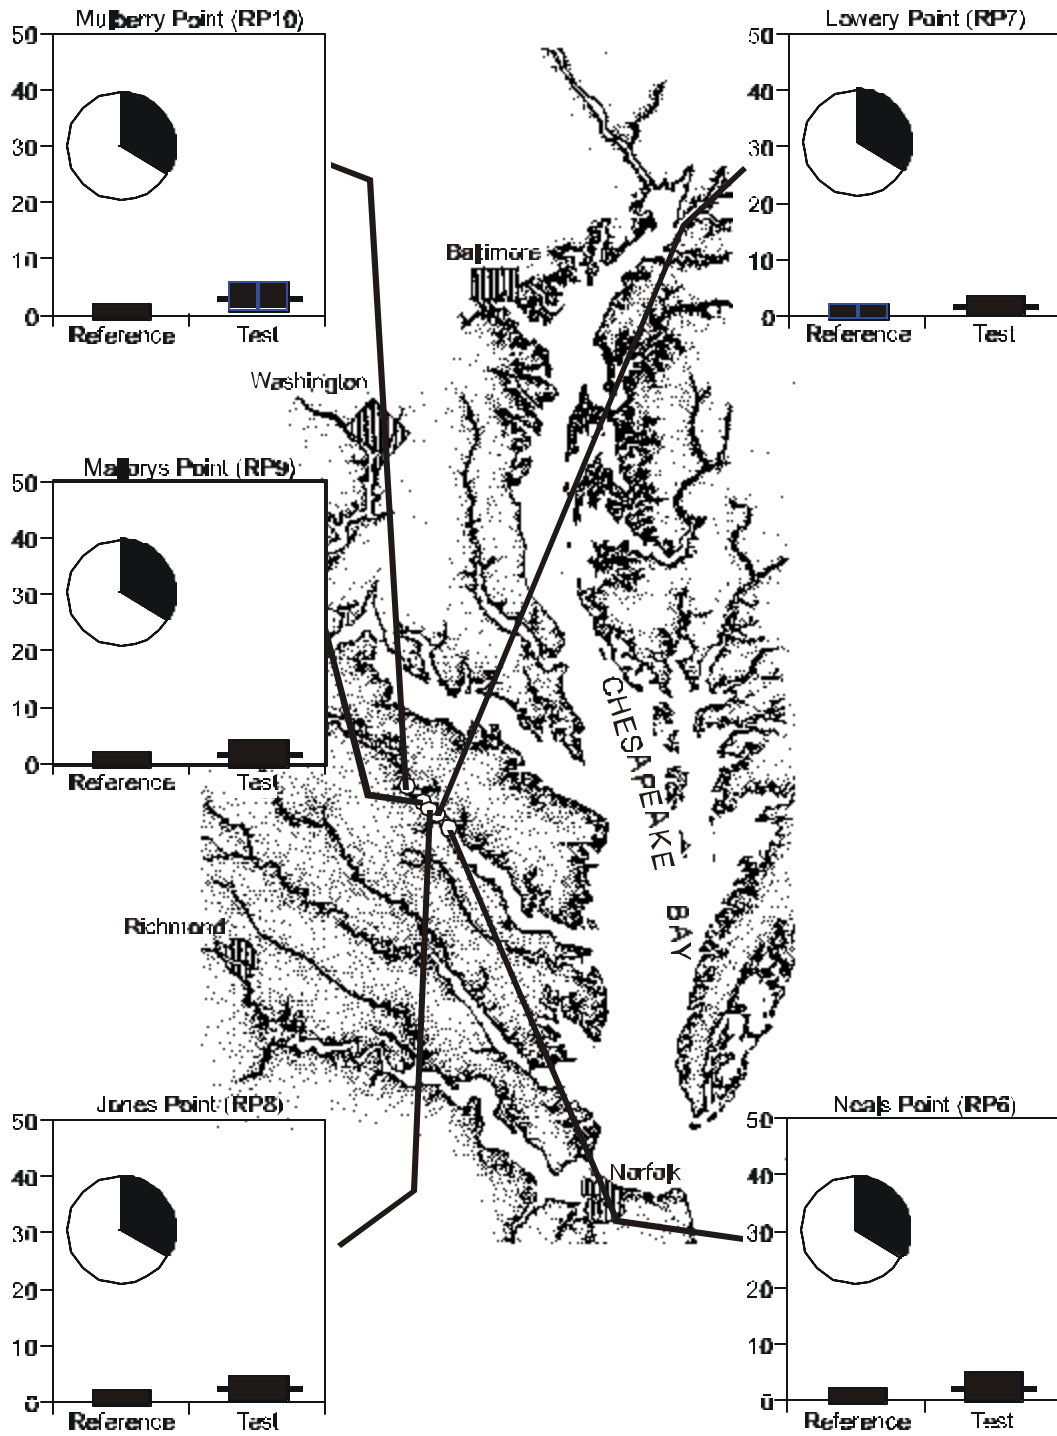 Mulberry Point (RP10)
50
40
30
20
10
0
Reference Test
Lowery Point (RP7)
50
40
30
20
10
0
Reference Test
Baltimore
Washington
Mallorys Point (RP9)
50
40
30
20
10
0
Reference Test
CHESAPEAKE
BAY
Richmond
Norfolk
Jones Point (RP8)
50
40
30
20
10
0
Reference Test
Neals Point (RP6)
50
40
30
20
10
0
Reference Test